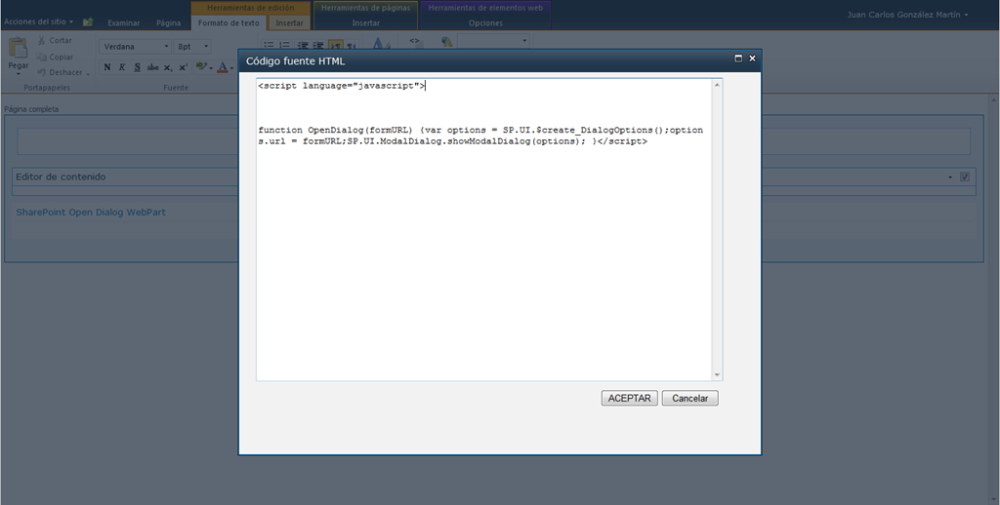 Herramientas de edición
Herramientas de páginas
Herramientas de elementos web
Juan Carlos González Martín
Acciones del sitio
Examinar
Página
Formato de texto
Insertar
Insertar
Opciones
Pegar
Cortar
Copiar
Deshacer
Verdana
8pt
N K S abc x, x²
Portapapeles
Fuente
Código fuente HTML
<script language="javascript">
function OpenDialog(formURL) {var options = SP.UI.$create_DialogOptions();option
s.url = formURL;SP.UI.ModalDialog.showModalDialog(options); }</script>
ACEPTAR
Cancelar
Página completa
Editor de contenido
SharePoint Open Dialog WebPart